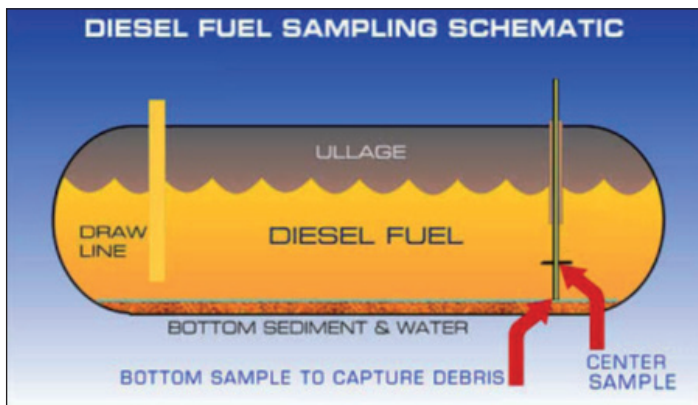 DIESEL FUEL SAMPLING SCHEMATIC
ULLAGE
DRAW
LINE
DIESEL FUEL
BOTTOM SEDIMENT & WATER
BOTTOM SAMPLE TO CAPTURE DEBRIS
CENTER
SAMPLE